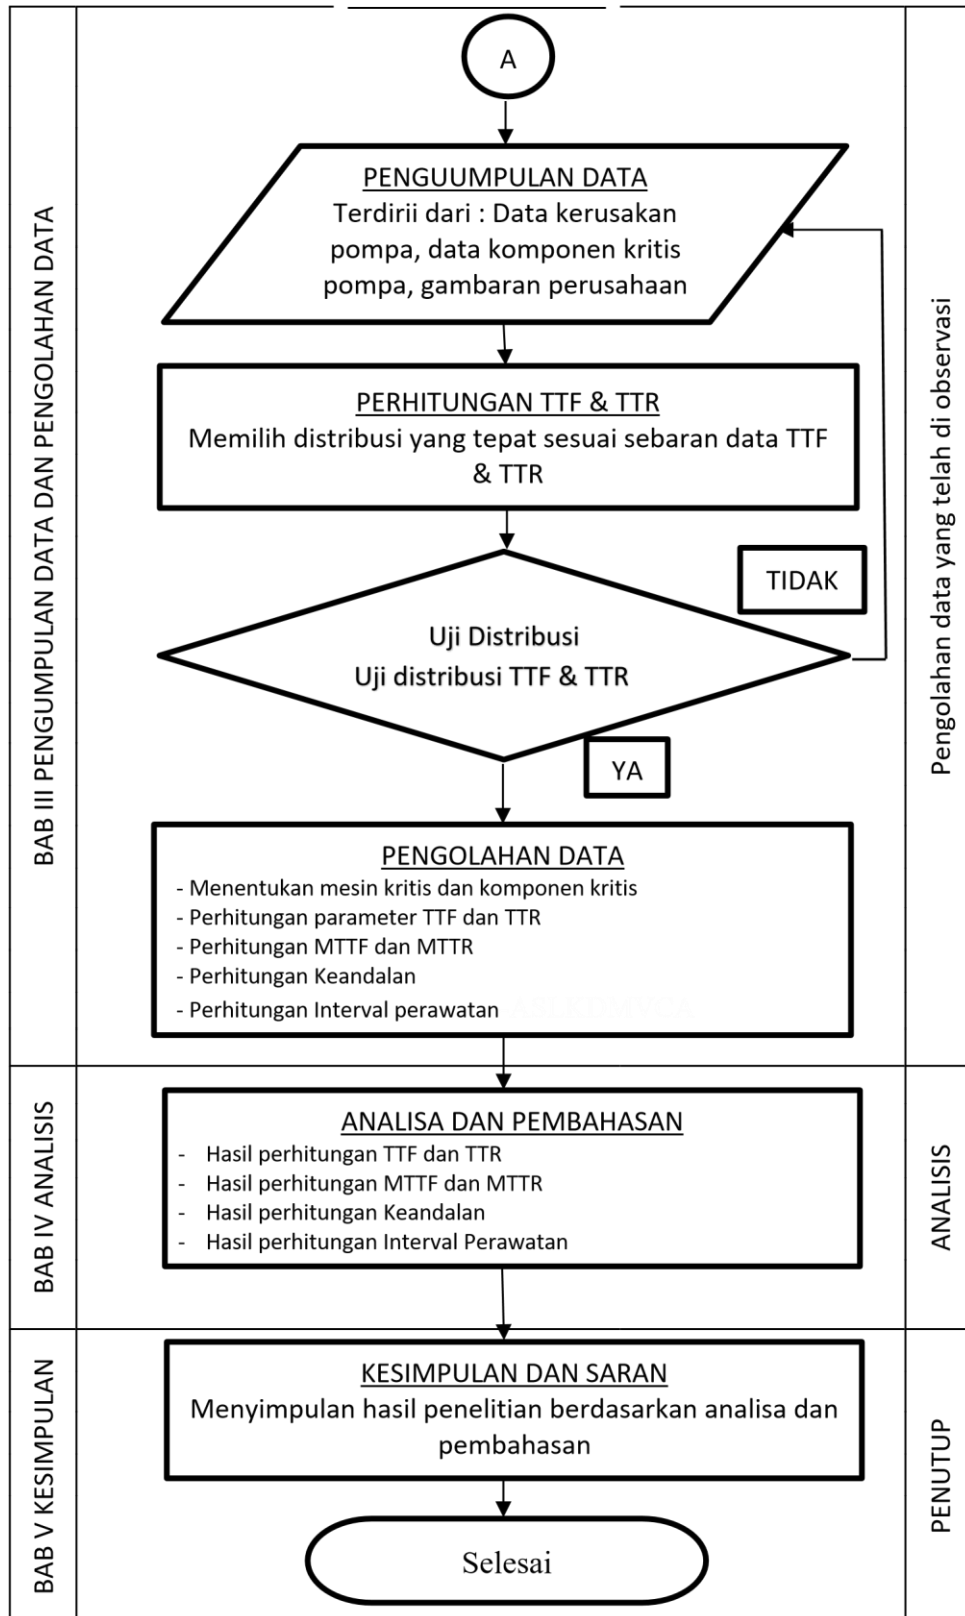 A
PENGUUMPULAN DATA
Terdirii dari : Data kerusakan
pompa, data komponen kritis
pompa, gambaran perusahaan
PERHITUNGAN TTF & TTR
Memilih distribusi yang tepat sesuai sebaran data TTF
& TTR
TIDAK
Uji Distribusi
Uji distribusi TTF & TTR
YA
PENGOLAHAN DATA
- Menentukan mesin kritis dan komponen kritis
- Perhitungan parameter TTF dan TTR
- Perhitungan MTTF dan MTTR
- Perhitungan Keandalan
- Perhitungan Interval perawatan
BAB III PENGUMPULAN DATA DAN PENGOLAHAN DATA
Pengolahan data yang telah di observasi
ANALISA DAN PEMBAHASAN
- Hasil perhitungan TTF dan TTR
- Hasil perhitungan MTTF dan MTTR
- Hasil perhitungan Keandalan
- Hasil perhitungan Interval Perawatan
BAB IV ANALISIS
ANALISIS
KESIMPULAN DAN SARAN
Menyimpulan hasil penelitian berdasarkan analisa dan
pembahasan
Selesai
BAB V KESIMPULAN
PENUTUP